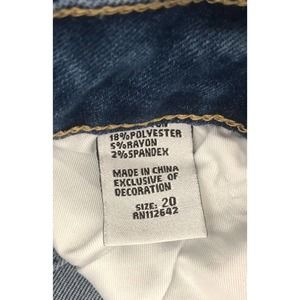 18%POLYESTER
5%RAYON
2%SPANDEX
MADE IN CHINA
EXCLUSIVE OF
DECORATION
SIZE: 20
RN112642